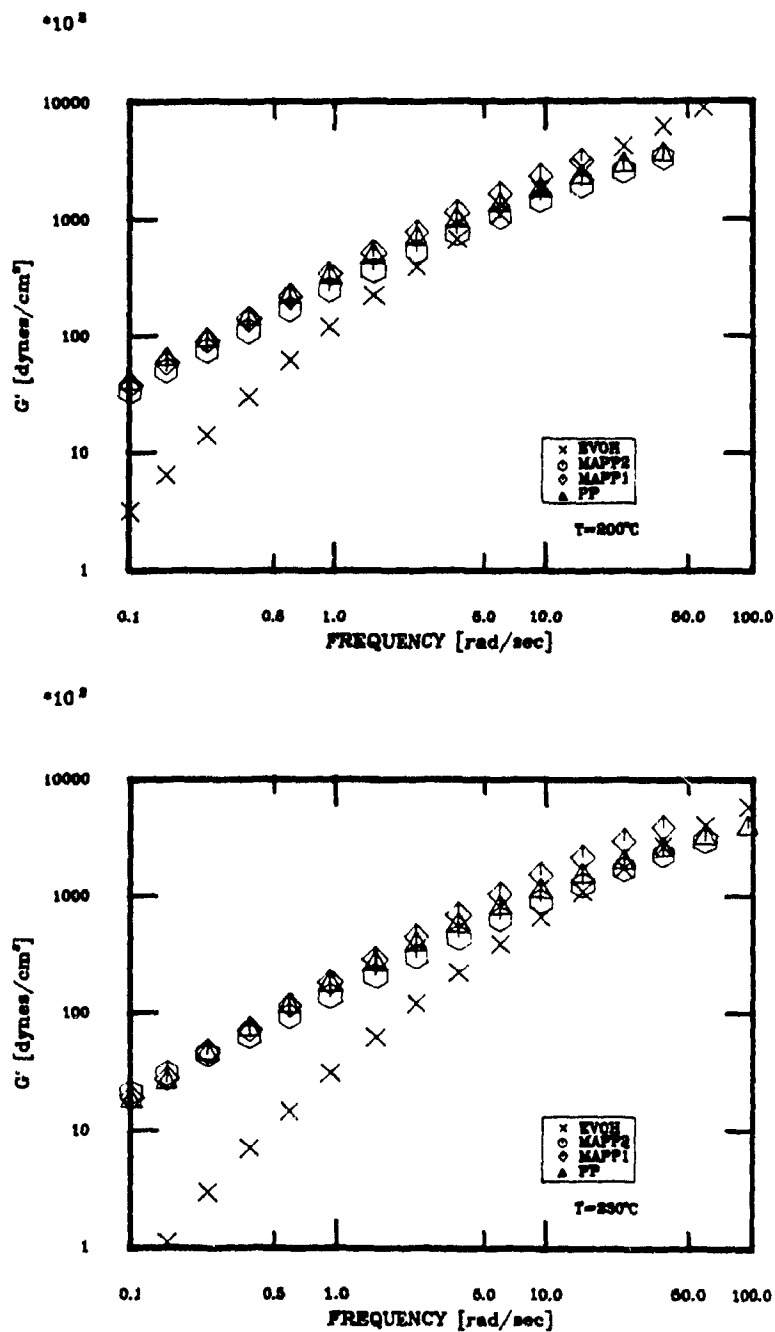 *10²
10000
1000
100
10
1
G' [dynes/cm²]
× EVOH
MAPP2
MAPP1
PP
T=200°C
0.1 0.5 1.0 5.0 10.0 50.0 100.0
FREQUENCY [rad/sec]
*10²
10000
1000
100
10
1
G' [dynes/cm²]
× EVOH
MAPP2
MAPP1
PP
T=230°C
0.1 0.5 1.0 5.0 10.0 50.0 100.0
FREQUENCY [rad/sec]